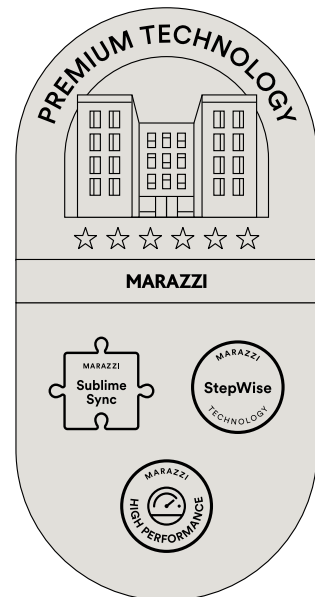 PREMIUM TECHNOLOGY
MARAZZI
MARAZZI
Sublime
Sync
MARAZZI
StepWise
TECHNOLOGY
MARAZZI
HIGH PERFORMANCE